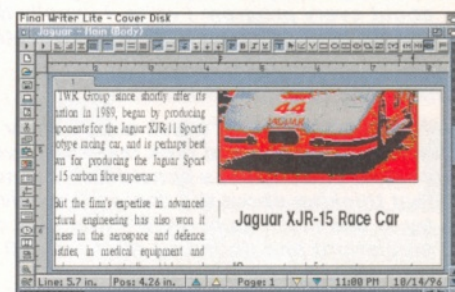 Final Writer Lite - Cover Disk
Jaguar - Main (Body)
1
TWR Group since shortly after its
ation in 1989, began by producing
ponents for the Jaguar XJR-11 Sports
otype racing car, and is perhaps best
wn for producing the Jaguar Sport
-15 carbon fibre supercar.
But the firm's expertise in advanced
ctural engineering has also won it
iness in the aerospace and defence
stries, in medical equipment and
44
JAGUAR
Jaguar XJR-15 Race Car
Line: 5.7 in. Pos: 4.26 in. Page: 1 11:08 PM 10/14/96